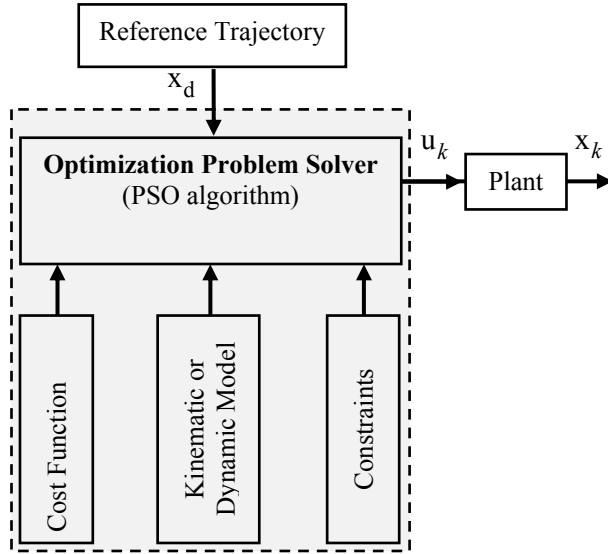 Reference Trajectory
x_d
Optimization Problem Solver
(PSO algorithm)
u_k
Plant
x_k
Cost Function
Kinematic or
Dynamic Model
Constraints